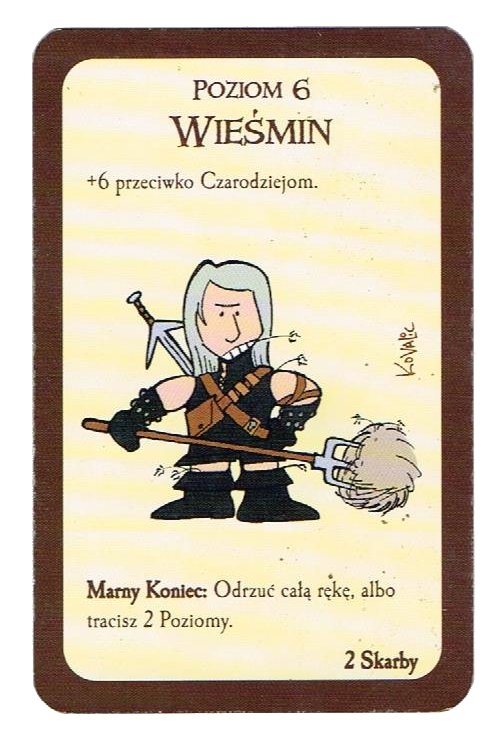 Poziom 6
Wieśmin
+6 przeciwko Czarodziejom.
Kovalic
Marny Koniec: Odrzuć całą rękę, albo
tracisz 2 Poziomy.
2 Skarby